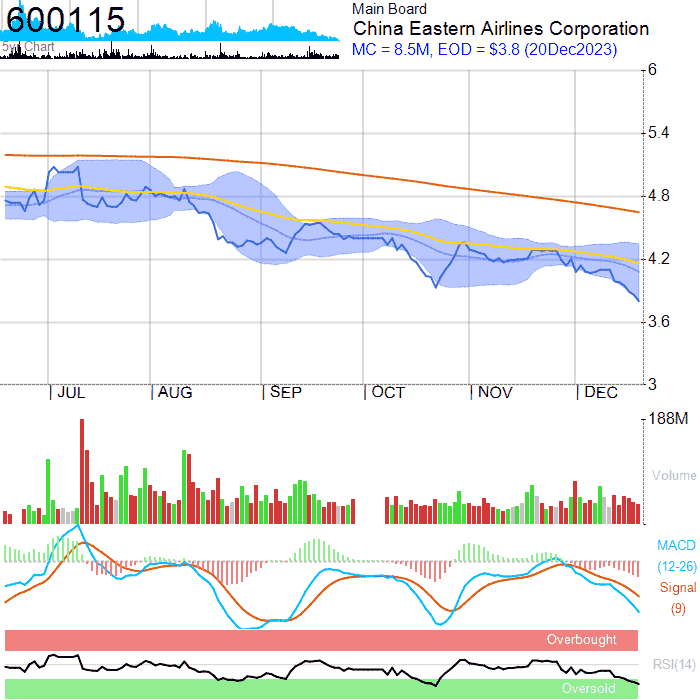 600115
5yr Chart
Main Board
China Eastern Airlines Corporation
MC = 8.5M, EOD = $3.8 (20Dec2023)
6
5.4
4.8
4.2
3.6
3
JUL AUG SEP OCT NOV DEC
188M
Volume
MACD
(12-26)
Signal
(9)
Overbought
RSI(14)
Oversold